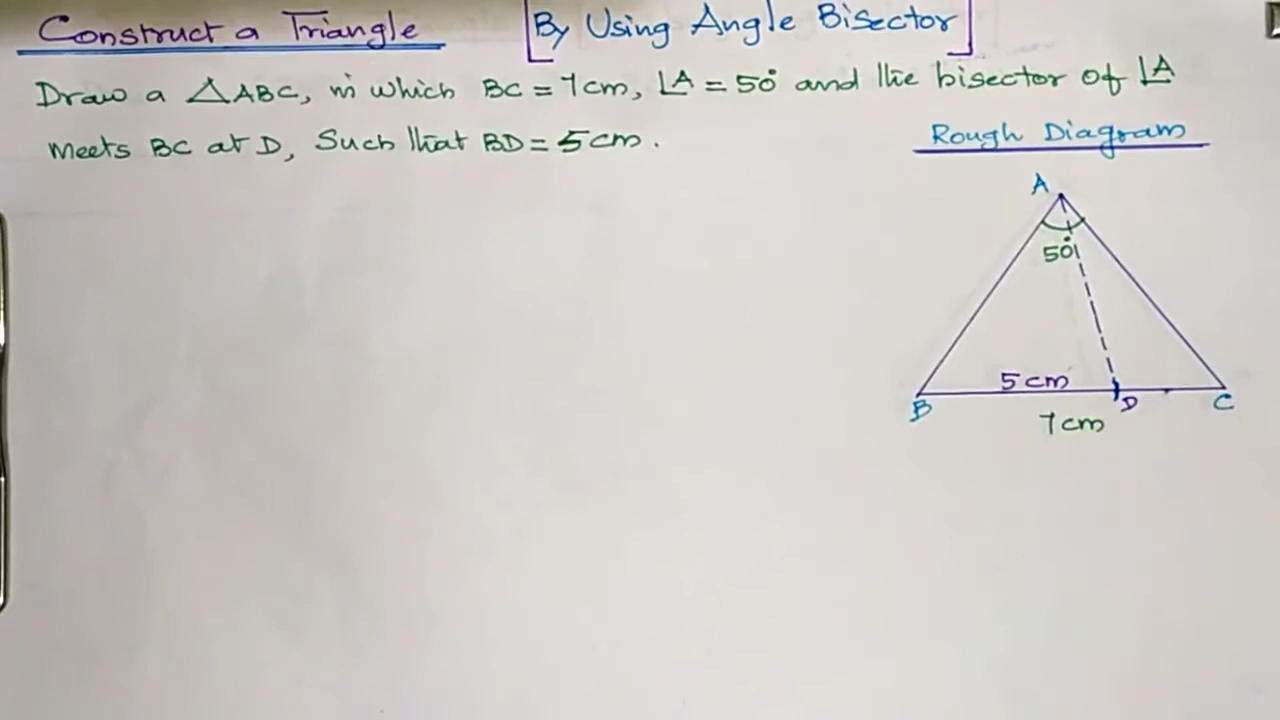 Construct a Triangle [By Using Angle Bisector]
Draw a △ABC, in which BC = 7cm, ∠A = 50° and the bisector of ∠A
meets BC at D, Such that BD = 5cm.
Rough Diagram
A
50°
5cm
B D C
7cm